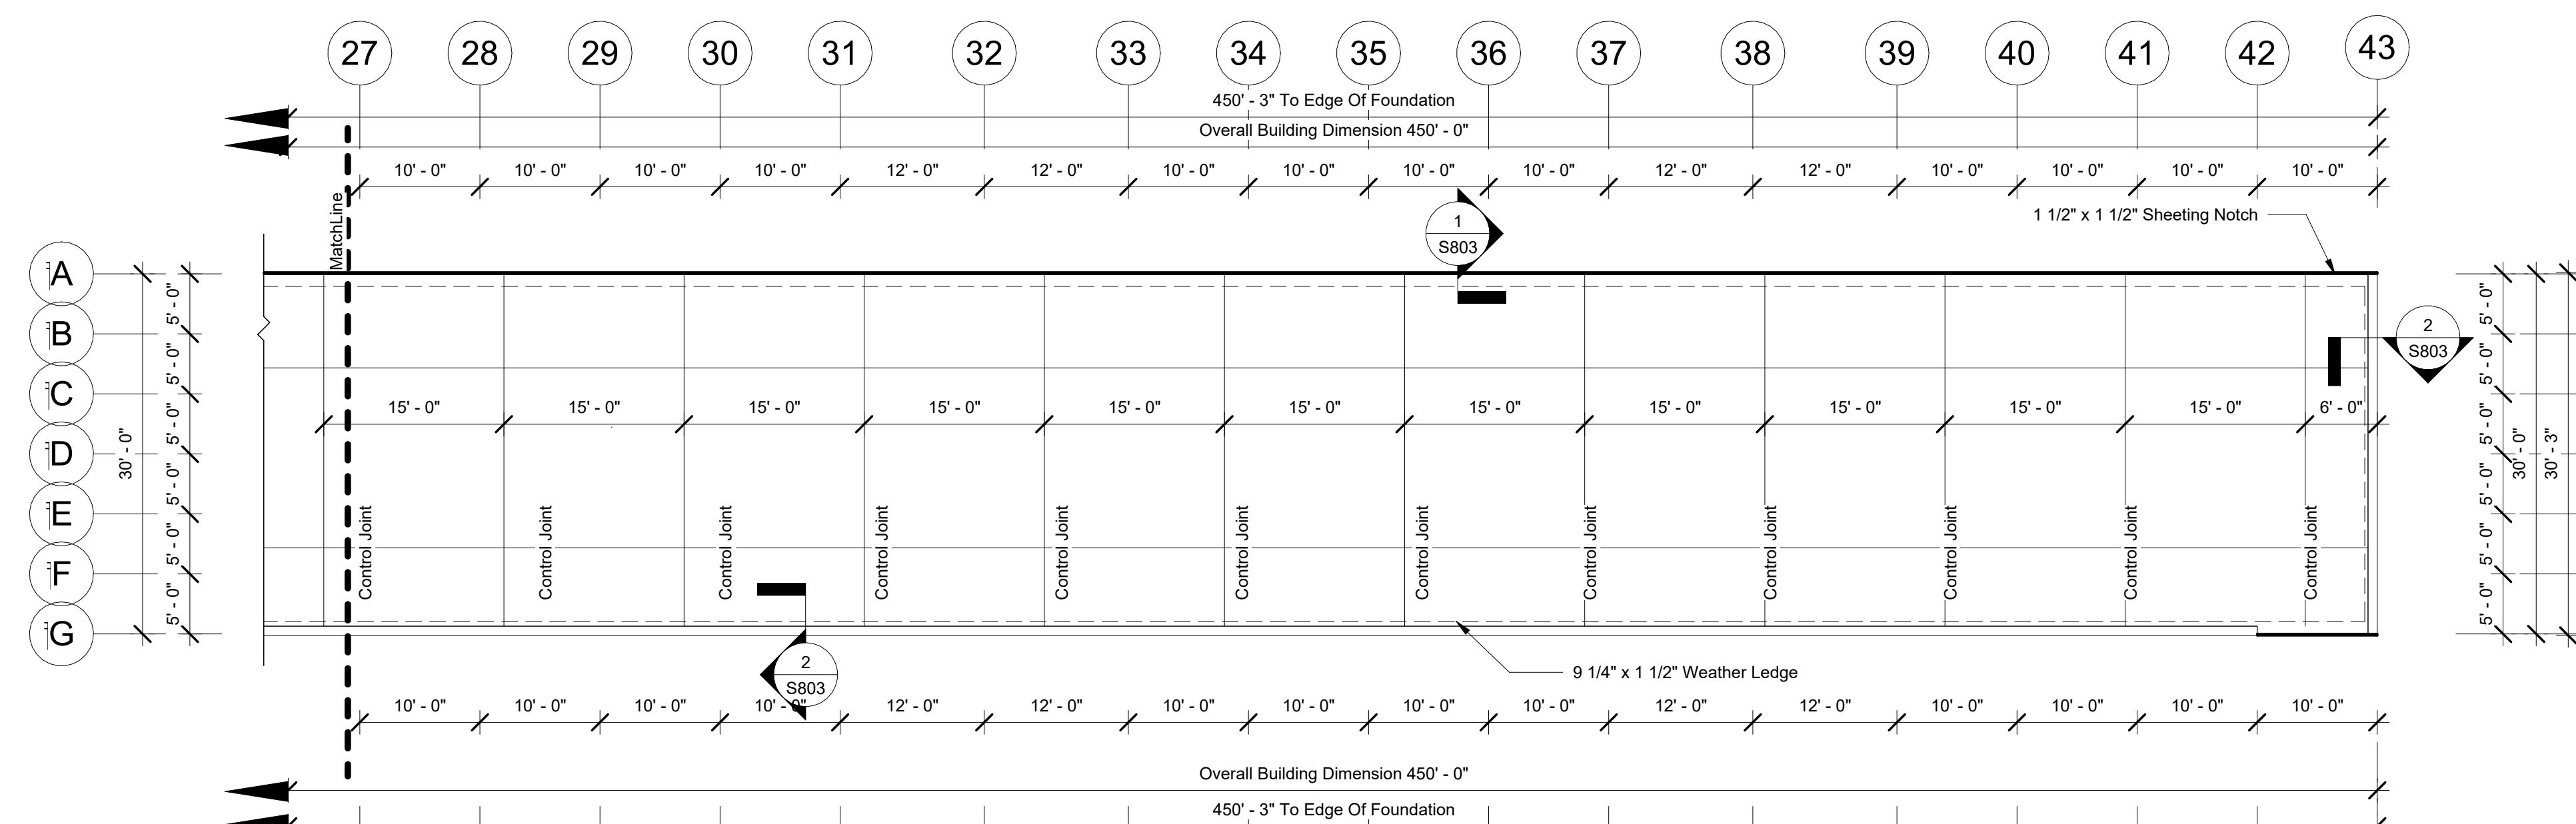 27 28 29 30 31 32 33 34 35 36 37 38 39 40 41 42 43
450' - 3" To Edge Of Foundation
Overall Building Dimension 450' - 0"
10' - 0" 10' - 0" 10' - 0" 10' - 0" 12' - 0" 12' - 0" 10' - 0" 10' - 0" 10' - 0" 10' - 0" 12' - 0" 12' - 0" 10' - 0" 10' - 0" 10' - 0" 10' - 0"
MatchLine
1
S803
1 1/2" x 1 1/2" Sheeting Notch
A
B
C
D
E
F
G
30' - 0"
5' - 0"
5' - 0"
5' - 0"
5' - 0"
5' - 0"
5' - 0"
15' - 0" 15' - 0" 15' - 0" 15' - 0" 15' - 0" 15' - 0" 15' - 0" 15' - 0" 15' - 0" 15' - 0" 15' - 0" 6' - 0"
Control Joint
Control Joint
Control Joint
Control Joint
Control Joint
Control Joint
Control Joint
Control Joint
Control Joint
Control Joint
Control Joint
Control Joint
2
S803
5' - 0"
5' - 0"
5' - 0"
5' - 0"
5' - 0"
5' - 0"
30' - 0"
30' - 3"
2
S803
9 1/4" x 1 1/2" Weather Ledge
10' - 0" 10' - 0" 10' - 0" 10' - 0" 12' - 0" 12' - 0" 10' - 0" 10' - 0" 10' - 0" 10' - 0" 12' - 0" 12' - 0" 10' - 0" 10' - 0" 10' - 0" 10' - 0"
Overall Building Dimension 450' - 0"
450' - 3" To Edge Of Foundation